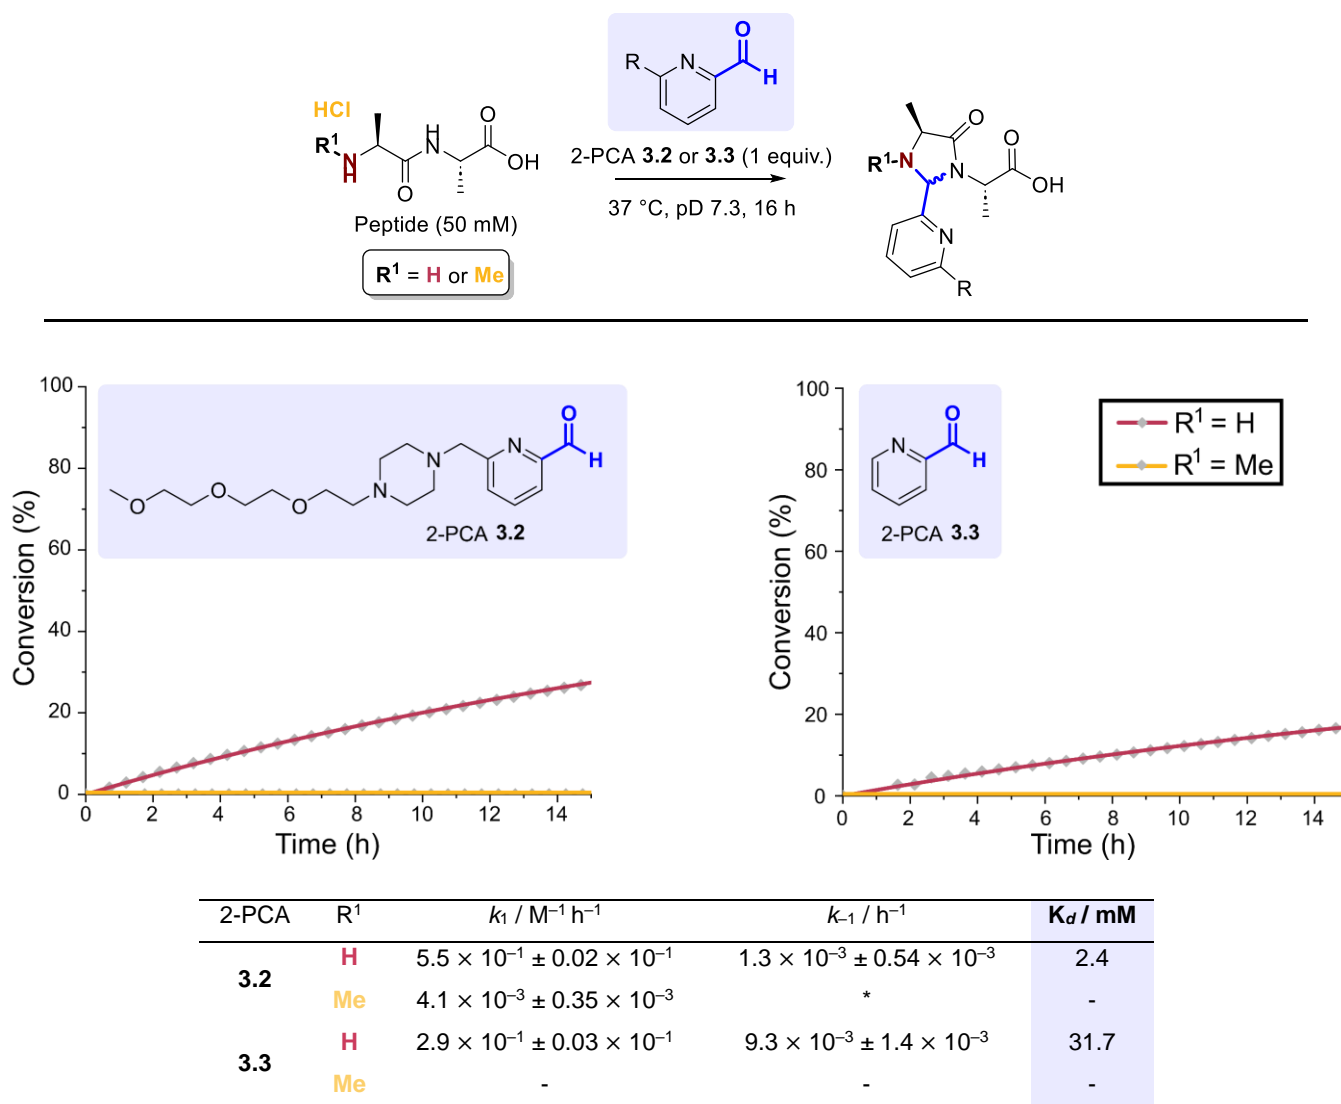 HCl
R¹
N
H
H
N
O
O
OH
Peptide (50 mM)
R¹ = H or Me
R
N
O
H
2-PCA 3.2 or 3.3 (1 equiv.)
37 °C, pD 7.3, 16 h
O
R¹
N
N
O
OH
N
R
Conversion (%)
100
80
60
40
20
0
0 2 4 6 8 10 12 14
Time (h)
O
O
O
N
N
N
O
H
2-PCA 3.2
Conversion (%)
100
80
60
40
20
0
0 2 4 6 8 10 12 14
Time (h)
N
O
H
2-PCA 3.3
R¹ = H
R¹ = Me
2-PCA R¹ k₁ / M⁻¹ h⁻¹ k₋₁ / h⁻¹ K_d / mM
3.2 H 5.5 × 10⁻¹ ± 0.02 × 10⁻¹ 1.3 × 10⁻³ ± 0.54 × 10⁻³ 2.4
Me 4.1 × 10⁻³ ± 0.35 × 10⁻³ * -
3.3 H 2.9 × 10⁻¹ ± 0.03 × 10⁻¹ 9.3 × 10⁻³ ± 1.4 × 10⁻³ 31.7
Me - - -